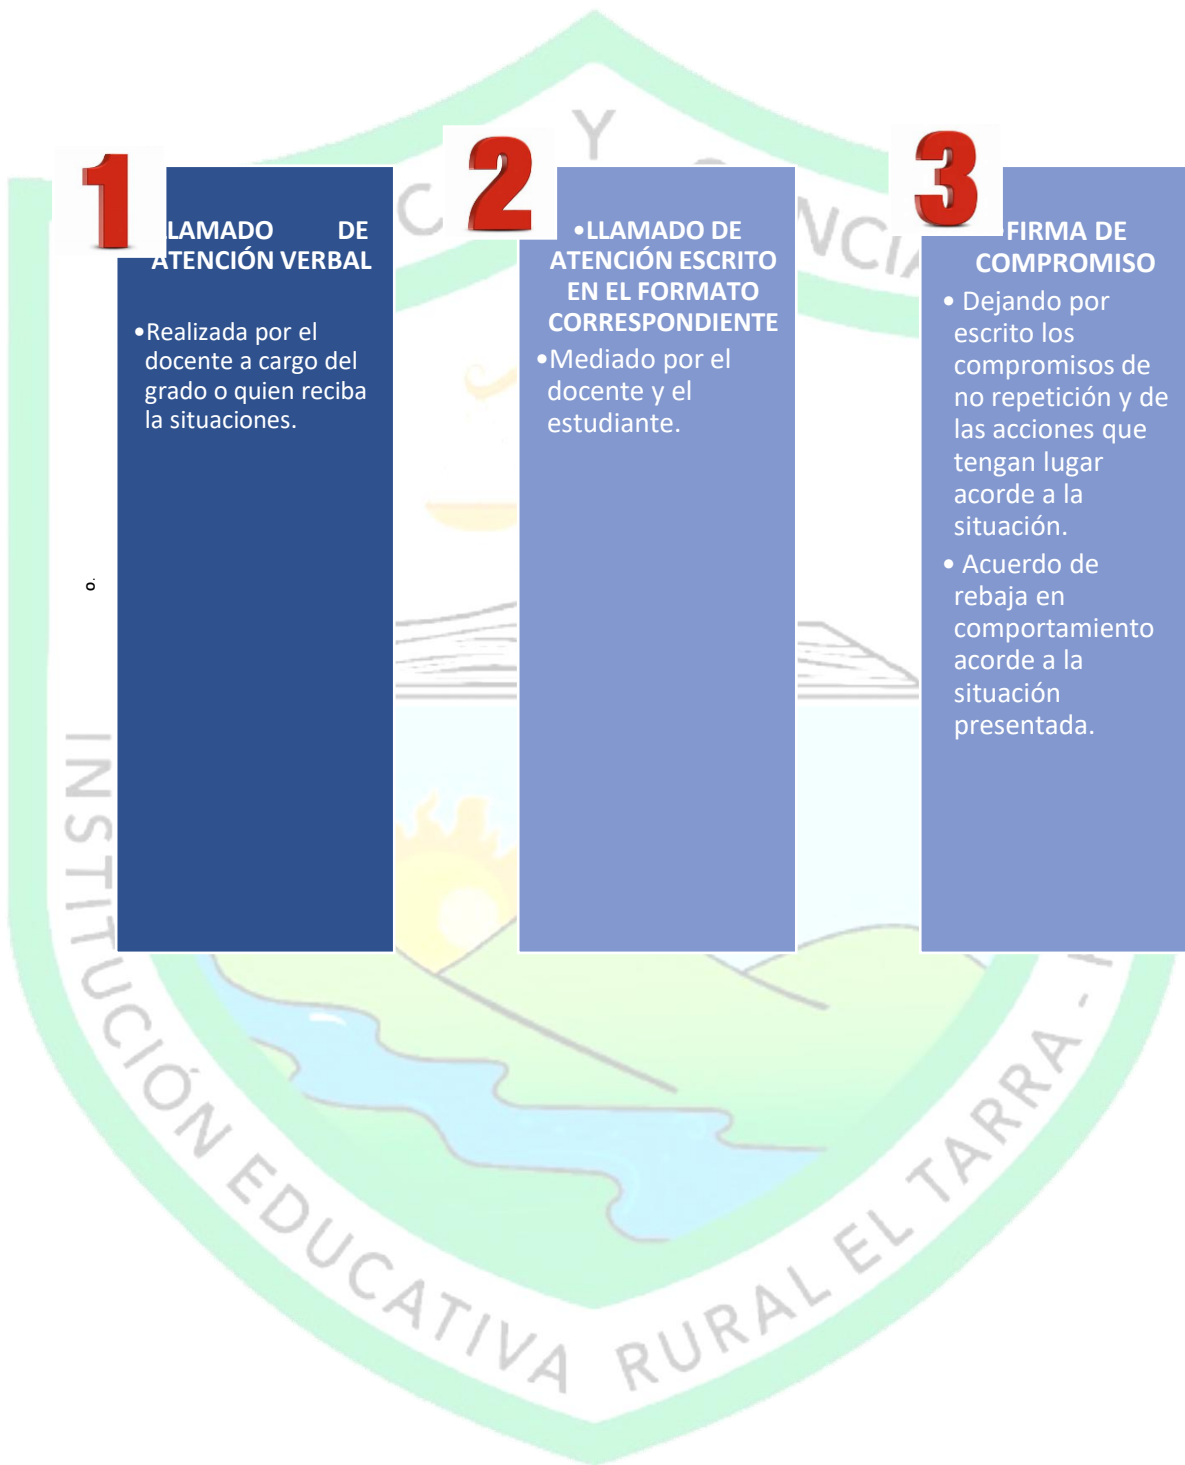 1
LLAMADO DE
ATENCIÓN VERBAL
•Realizada por el
docente a cargo del
grado o quien reciba
la situaciones.
2
•LLAMADO DE
ATENCIÓN ESCRITO
EN EL FORMATO
CORRESPONDIENTE
•Mediado por el
docente y el
estudiante.
3
•FIRMA DE
COMPROMISO
• Dejando por
escrito los
compromisos de
no repetición y de
las acciones que
tengan lugar
acorde a la
situación.
• Acuerdo de
rebaja en
comportamiento
acorde a la
situación
presentada.
o.
Y
INSTITUCIÓN EDUCATIVA RURAL EL TARRA -